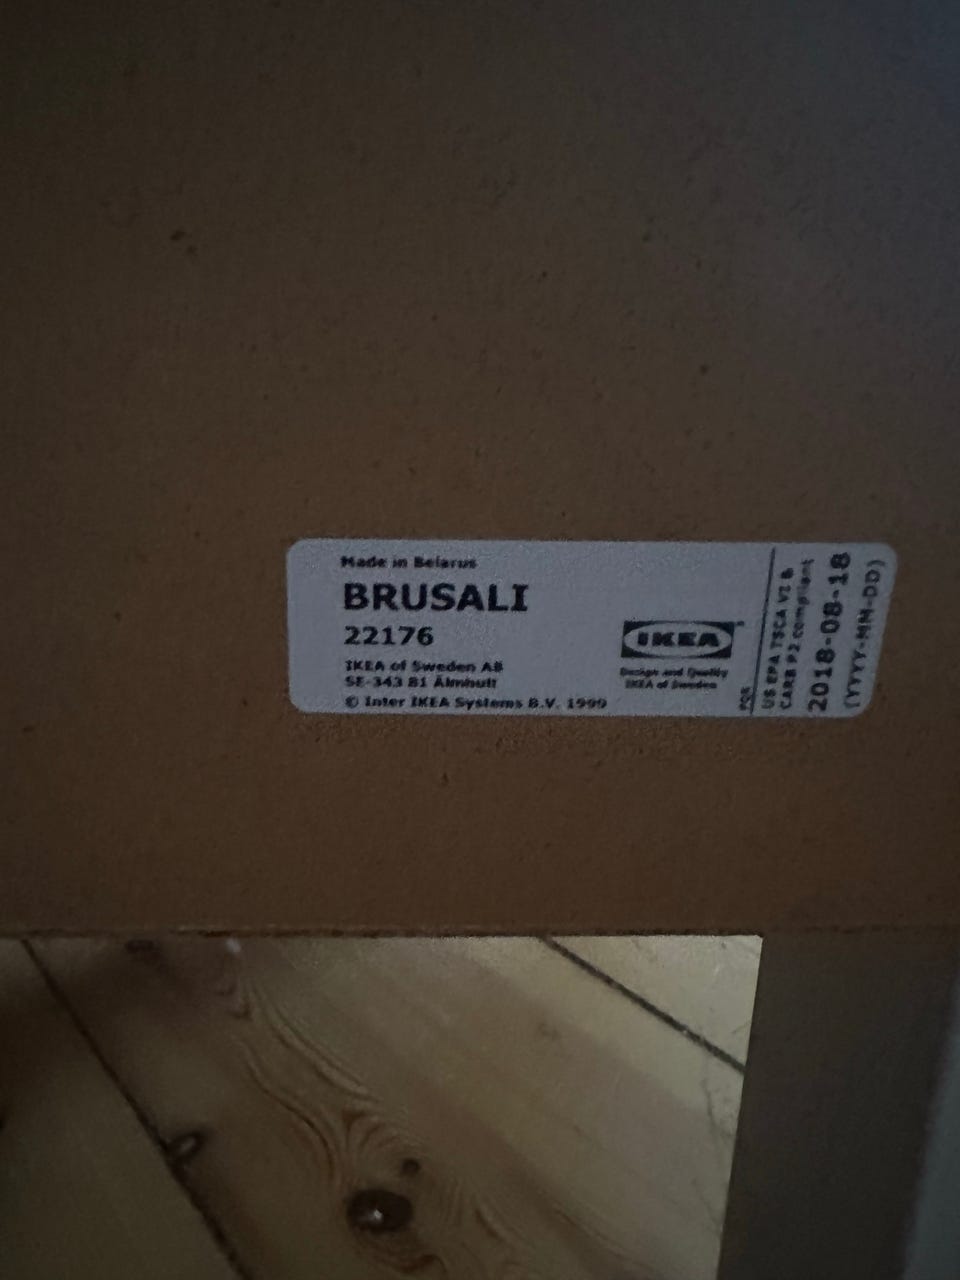 Made in Belarus
BRUSALI
22176
IKEA of Sweden AB
SE-343 81 Älmhult
© Inter IKEA Systems B.V. 1999
IKEA®
Design and Quality
IKEA of Sweden
FOR
US EPA TSCA VI &
CARB P2 compliant
2018-08-18
(YYYY-MM-DD)